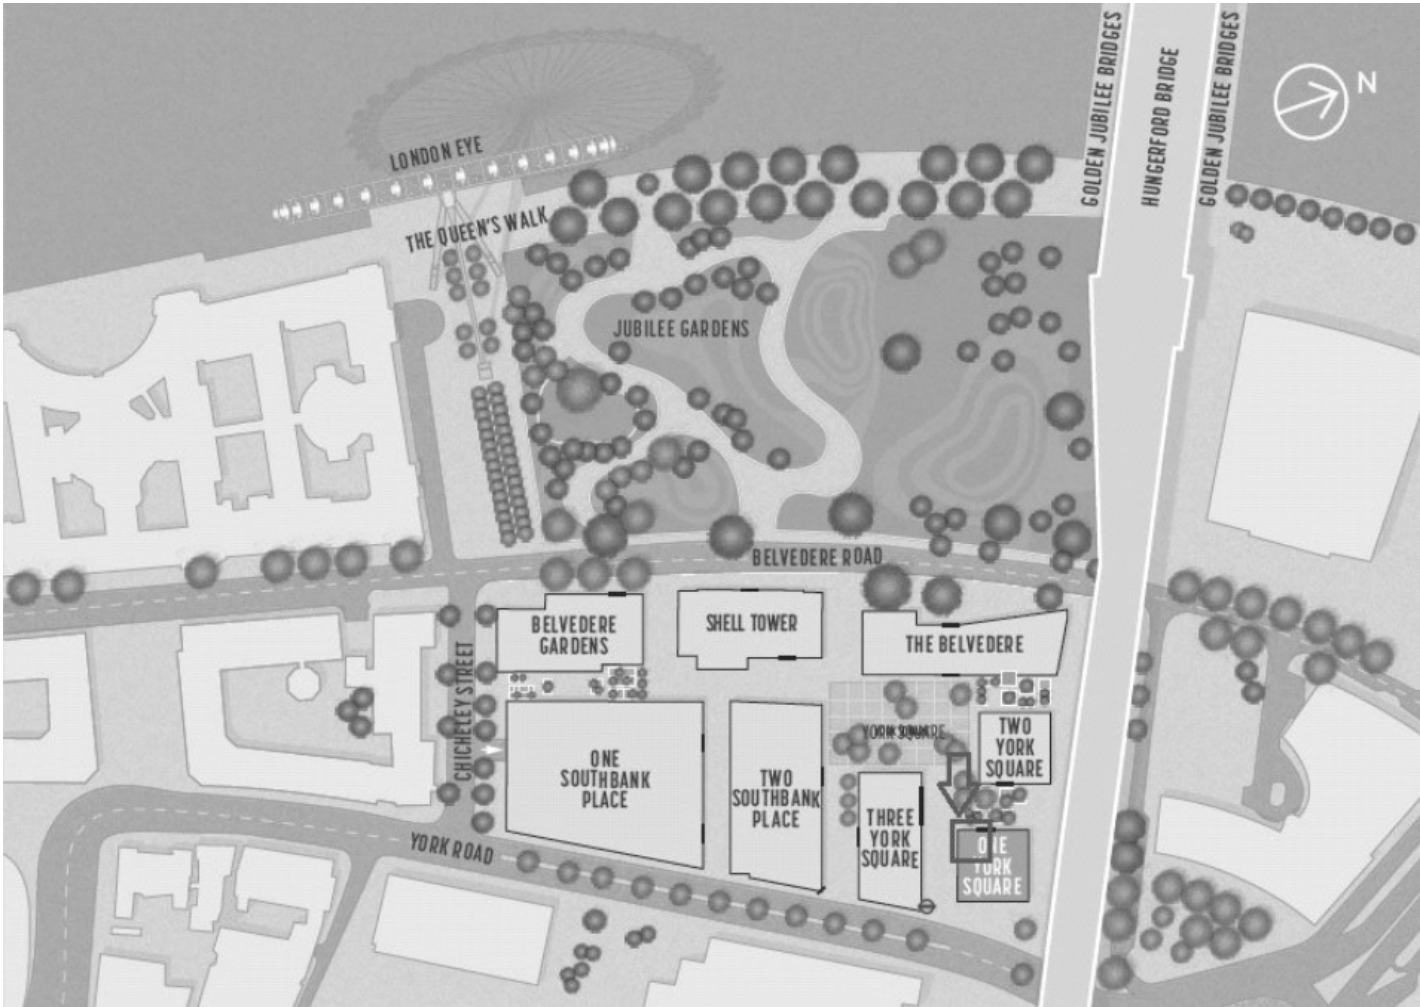 GOLDEN JUBILEE BRIDGES
HUNGERFORD BRIDGE
GOLDEN JUBILEE BRIDGES
N
LONDON EYE
THE QUEEN'S WALK
JUBILEE GARDENS
BELVEDERE ROAD
BELVEDERE
GARDENS
SHELL TOWER
THE BELVEDERE
CHICHELEY STREET
YORK SQUARE
ONE
SOUTHBANK
PLACE
TWO
SOUTHBANK
PLACE
TWO
YORK
SQUARE
THREE
YORK
SQUARE
ONE
YORK
SQUARE
YORK ROAD